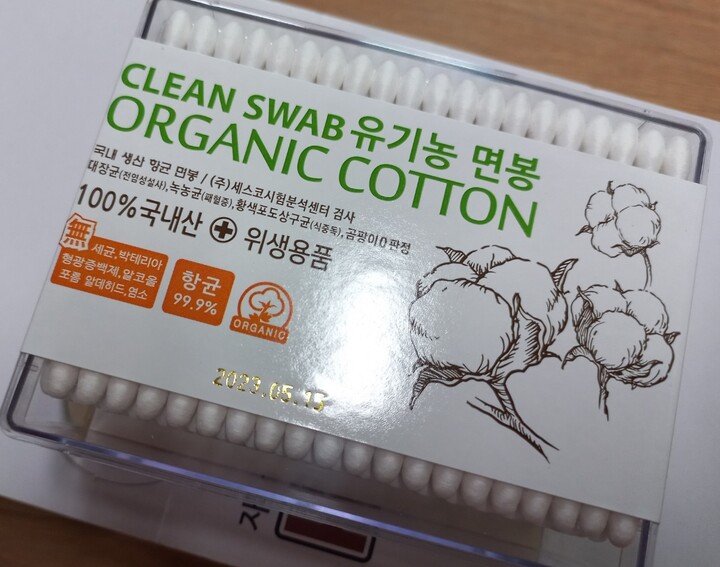 CLEAN SWAB 유기농 면봉
ORGANIC COTTON
국내 생산 항균 면봉 / (주)세스코시험분석센터 검사
대장균(전염성설사),녹농균(패혈증),황색포도상구균(식중독),곰팡이 0 판정
100%국내산 + 위생용품
無 세균,박테리아
형광증백제,알코올
포름 알데히드,염소
항균
99.9%
ORGANIC
2023.05.13